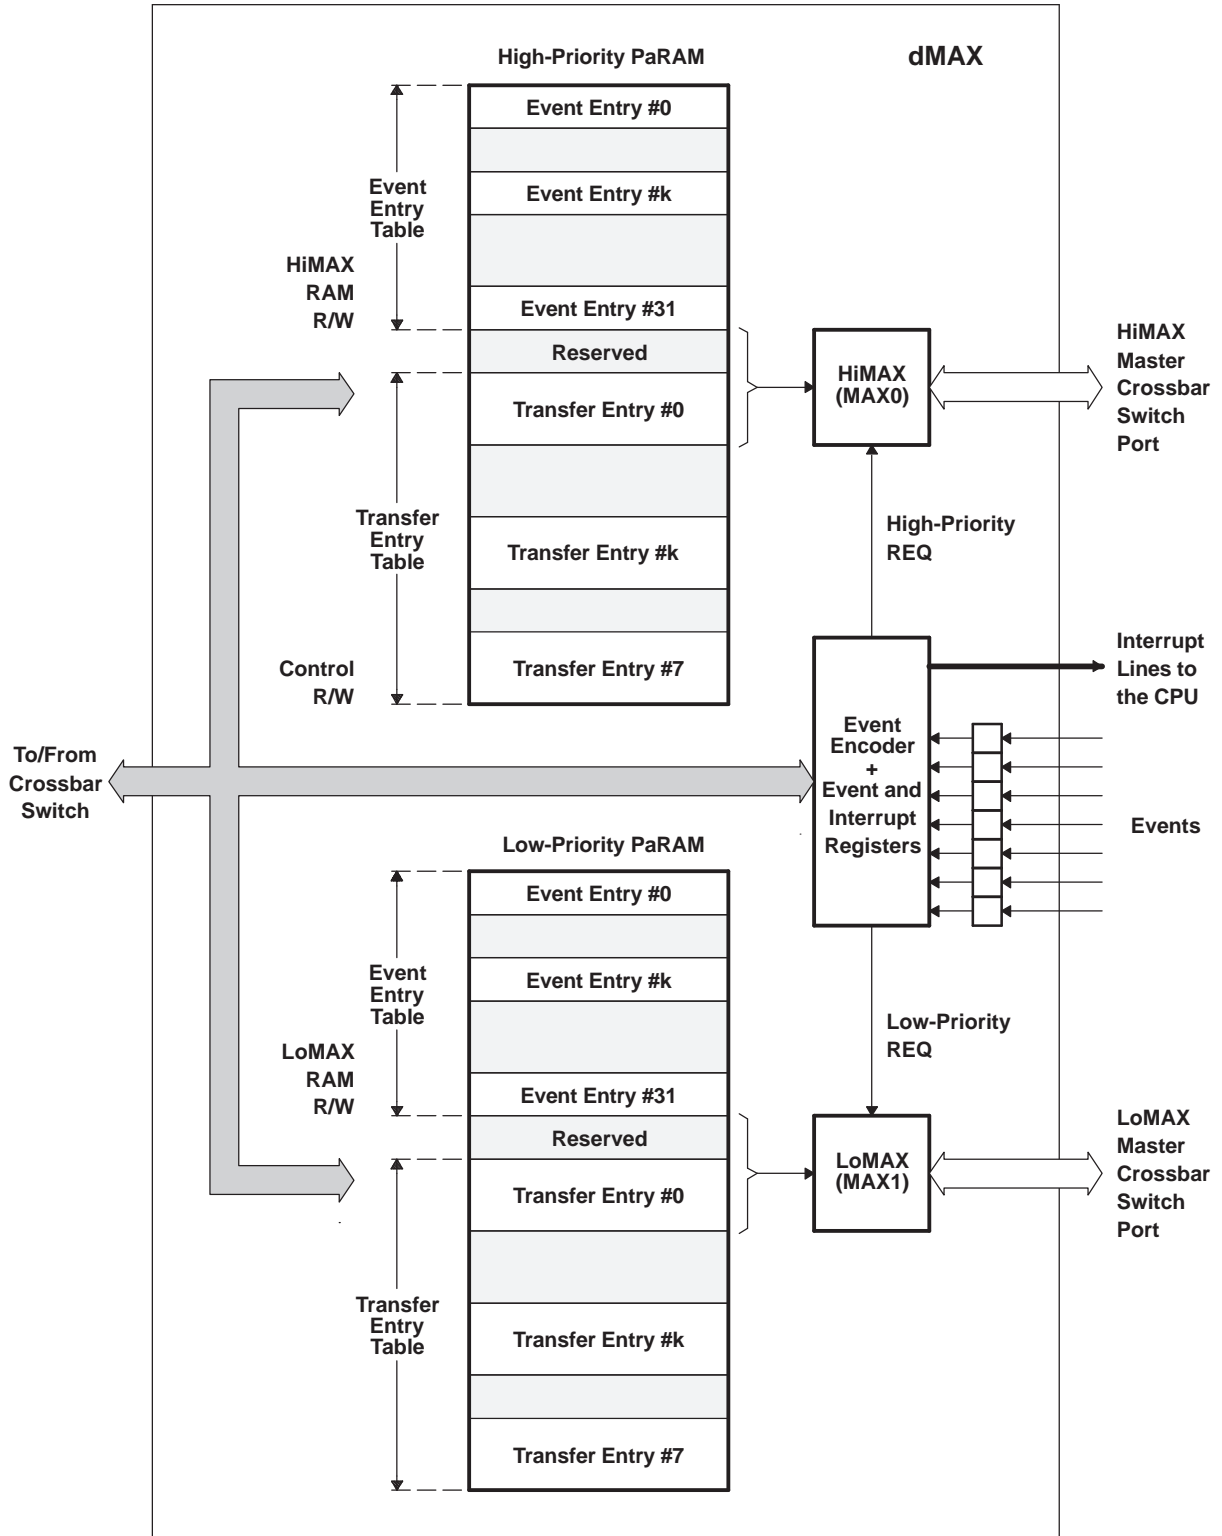 dMAX
High-Priority PaRAM
Event Entry #0
Event Entry #k
Event Entry #31
Reserved
Transfer Entry #0
Transfer Entry #k
Transfer Entry #7
Event
Entry
Table
HiMAX
RAM
R/W
Transfer
Entry
Table
Control
R/W
HiMAX
(MAX0)
HiMAX
Master
Crossbar
Switch
Port
High-Priority
REQ
Interrupt
Lines to
the CPU
Event
Encoder
+
Event and
Interrupt
Registers
Events
To/From
Crossbar
Switch
Low-Priority PaRAM
Event Entry #0
Event Entry #k
Event Entry #31
Reserved
Transfer Entry #0
Transfer Entry #k
Transfer Entry #7
Event
Entry
Table
LoMAX
RAM
R/W
Transfer
Entry
Table
Low-Priority
REQ
LoMAX
(MAX1)
LoMAX
Master
Crossbar
Switch
Port